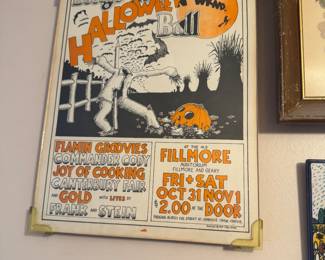 HALLOWEEN
Ball
FLAMIN GROOVIES
COMMANDER CODY
JOY OF COOKING
CANTERBURY FAIR
GOLD WITH LITES BY
FRANK AND STEIN
AT THE OLD
FILLMORE
AUDITORIUM
FILLMORE AND GEARY
FRI + SAT
OCT 31 NOV 1
$2.00 AT THE DOOR